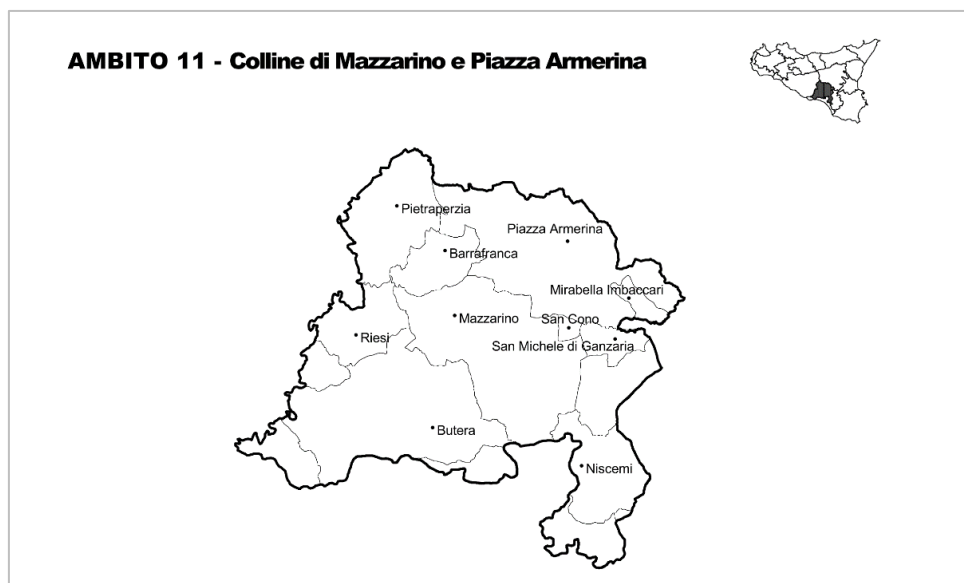 AMBITO 11 - Colline di Mazzarino e Piazza Armerina
Pietraperzia
Piazza Armerina
Barrafranca
Mirabella Imbaccari
Mazzarino
San Cono
Riesi
San Michele di Ganzaria
Butera
Niscemi